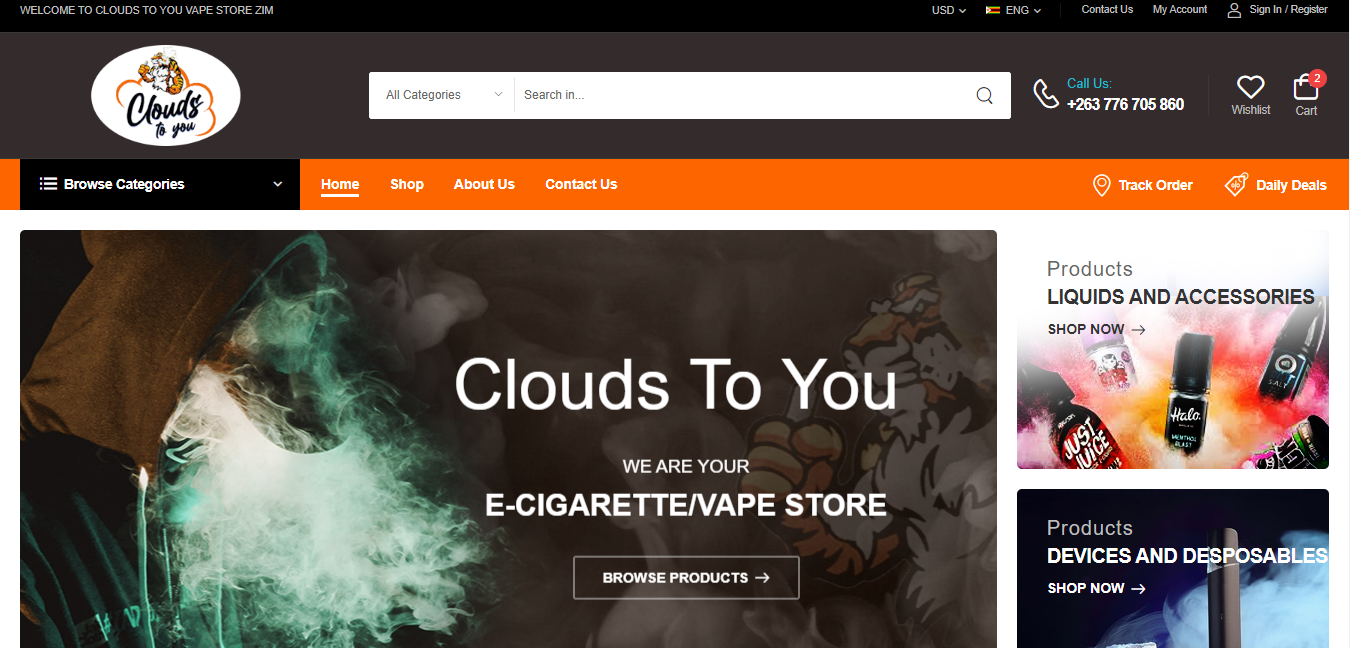 WELCOME TO CLOUDS TO YOU VAPE STORE ZIM
USD
ENG
Contact Us
My Account
Sign In / Register
Clouds
to you
All Categories
Search in...
Call Us:
+263 776 705 860
Wishlist
2
Cart
Browse Categories
Home
Shop
About Us
Contact Us
Track Order
Daily Deals
Clouds To You
WE ARE YOUR
E-CIGARETTE/VAPE STORE
BROWSE PRODUCTS
Products
LIQUIDS AND ACCESSORIES
SHOP NOW
SALT
Halo
MENTHOL
BLAST
JUST
JUICE
Products
DEVICES AND DESPOSABLES
SHOP NOW